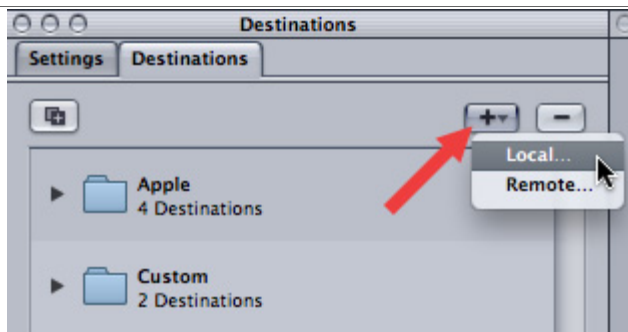 Destinations
Settings
Destinations
Local...
Remote...
Apple
4 Destinations
Custom
2 Destinations